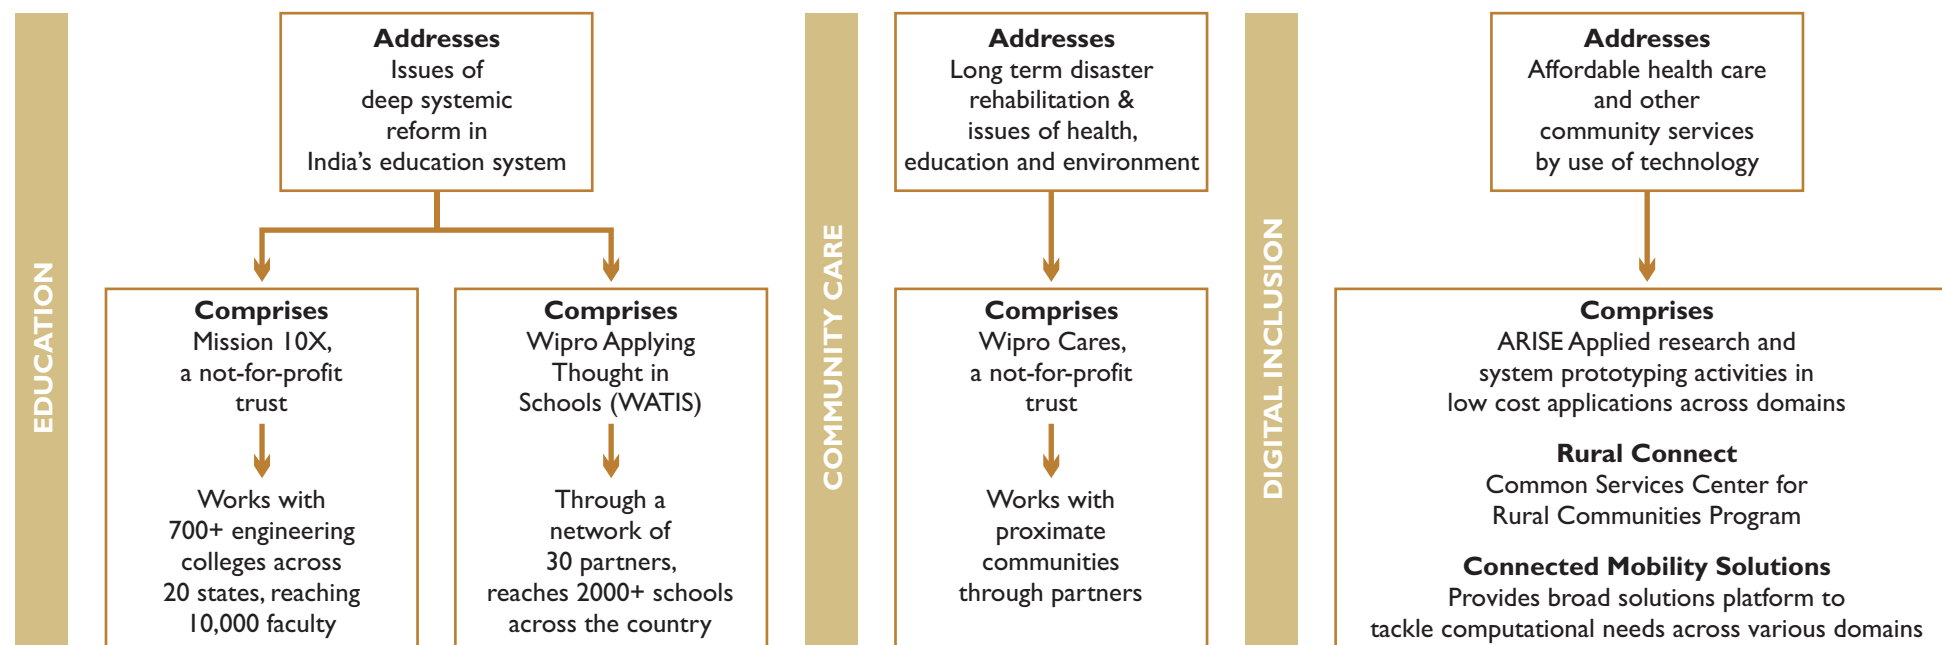 EDUCATION
Addresses
Issues of
deep systemic
reform in
India's education system
Comprises
Mission 10X,
a not-for-profit
trust
Works with
700+ engineering
colleges across
20 states, reaching
10,000 faculty
Comprises
Wipro Applying
Thought in
Schools (WATIS)
Through a
network of
30 partners,
reaches 2000+ schools
across the country
COMMUNITY CARE
Addresses
Long term disaster
rehabilitation &
issues of health,
education and environment
Comprises
Wipro Cares,
a not-for-profit
trust
Works with
proximate
communities
through partners
DIGITAL INCLUSION
Addresses
Affordable health care
and other
community services
by use of technology
Comprises
ARISE Applied research and
system prototyping activities in
low cost applications across domains
Rural Connect
Common Services Center for
Rural Communities Program
Connected Mobility Solutions
Provides broad solutions platform to
tackle computational needs across various domains